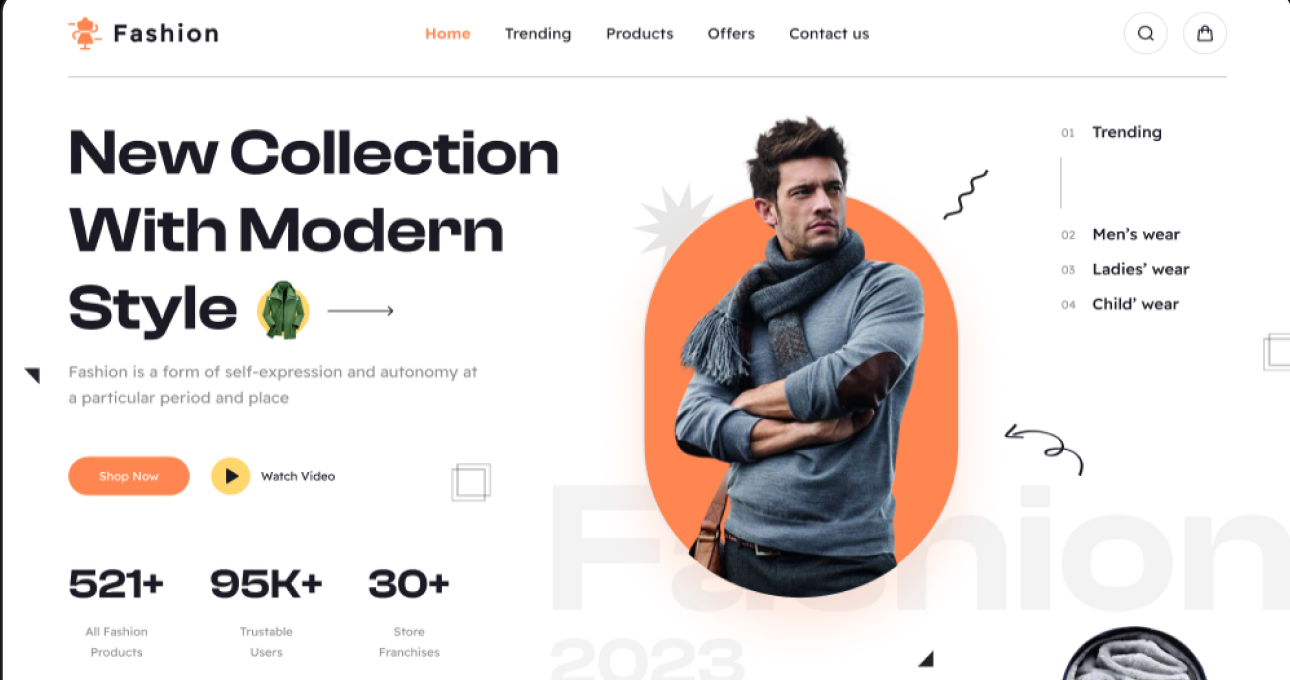 Fashion
Home Trending Products Offers Contact us
New Collection
With Modern
Style
Fashion is a form of self-expression and autonomy at
a particular period and place
Shop Now
Watch Video
521+
All Fashion
Products
95K+
Trustable
Users
30+
Store
Franchises
01 Trending
02 Men’s wear
03 Ladies’ wear
04 Child’ wear
Fashion
2023